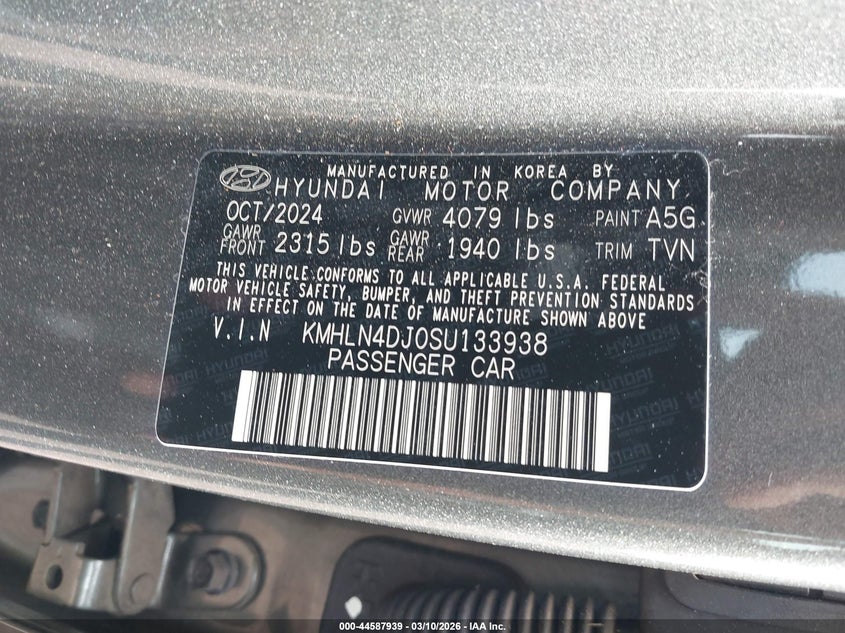 MANUFACTURED IN KOREA BY
HYUNDAI MOTOR COMPANY
OCT/2024 GVWR 4079 lbs PAINT A5G
GAWR FRONT 2315 lbs GAWR REAR 1940 lbs TRIM TVN
THIS VEHICLE CONFORMS TO ALL APPLICABLE U.S.A. FEDERAL
MOTOR VEHICLE SAFETY, BUMPER, AND THEFT PREVENTION STANDARDS
IN EFFECT ON THE DATE OF MANUFACTURE SHOWN ABOVE
V.I.N KMHLN4DJ0SU133938
PASSENGER CAR
HYUNDAI HYUNDAI HYUNDAI
000-44587939 - 03/10/2026 - IAA, Inc.